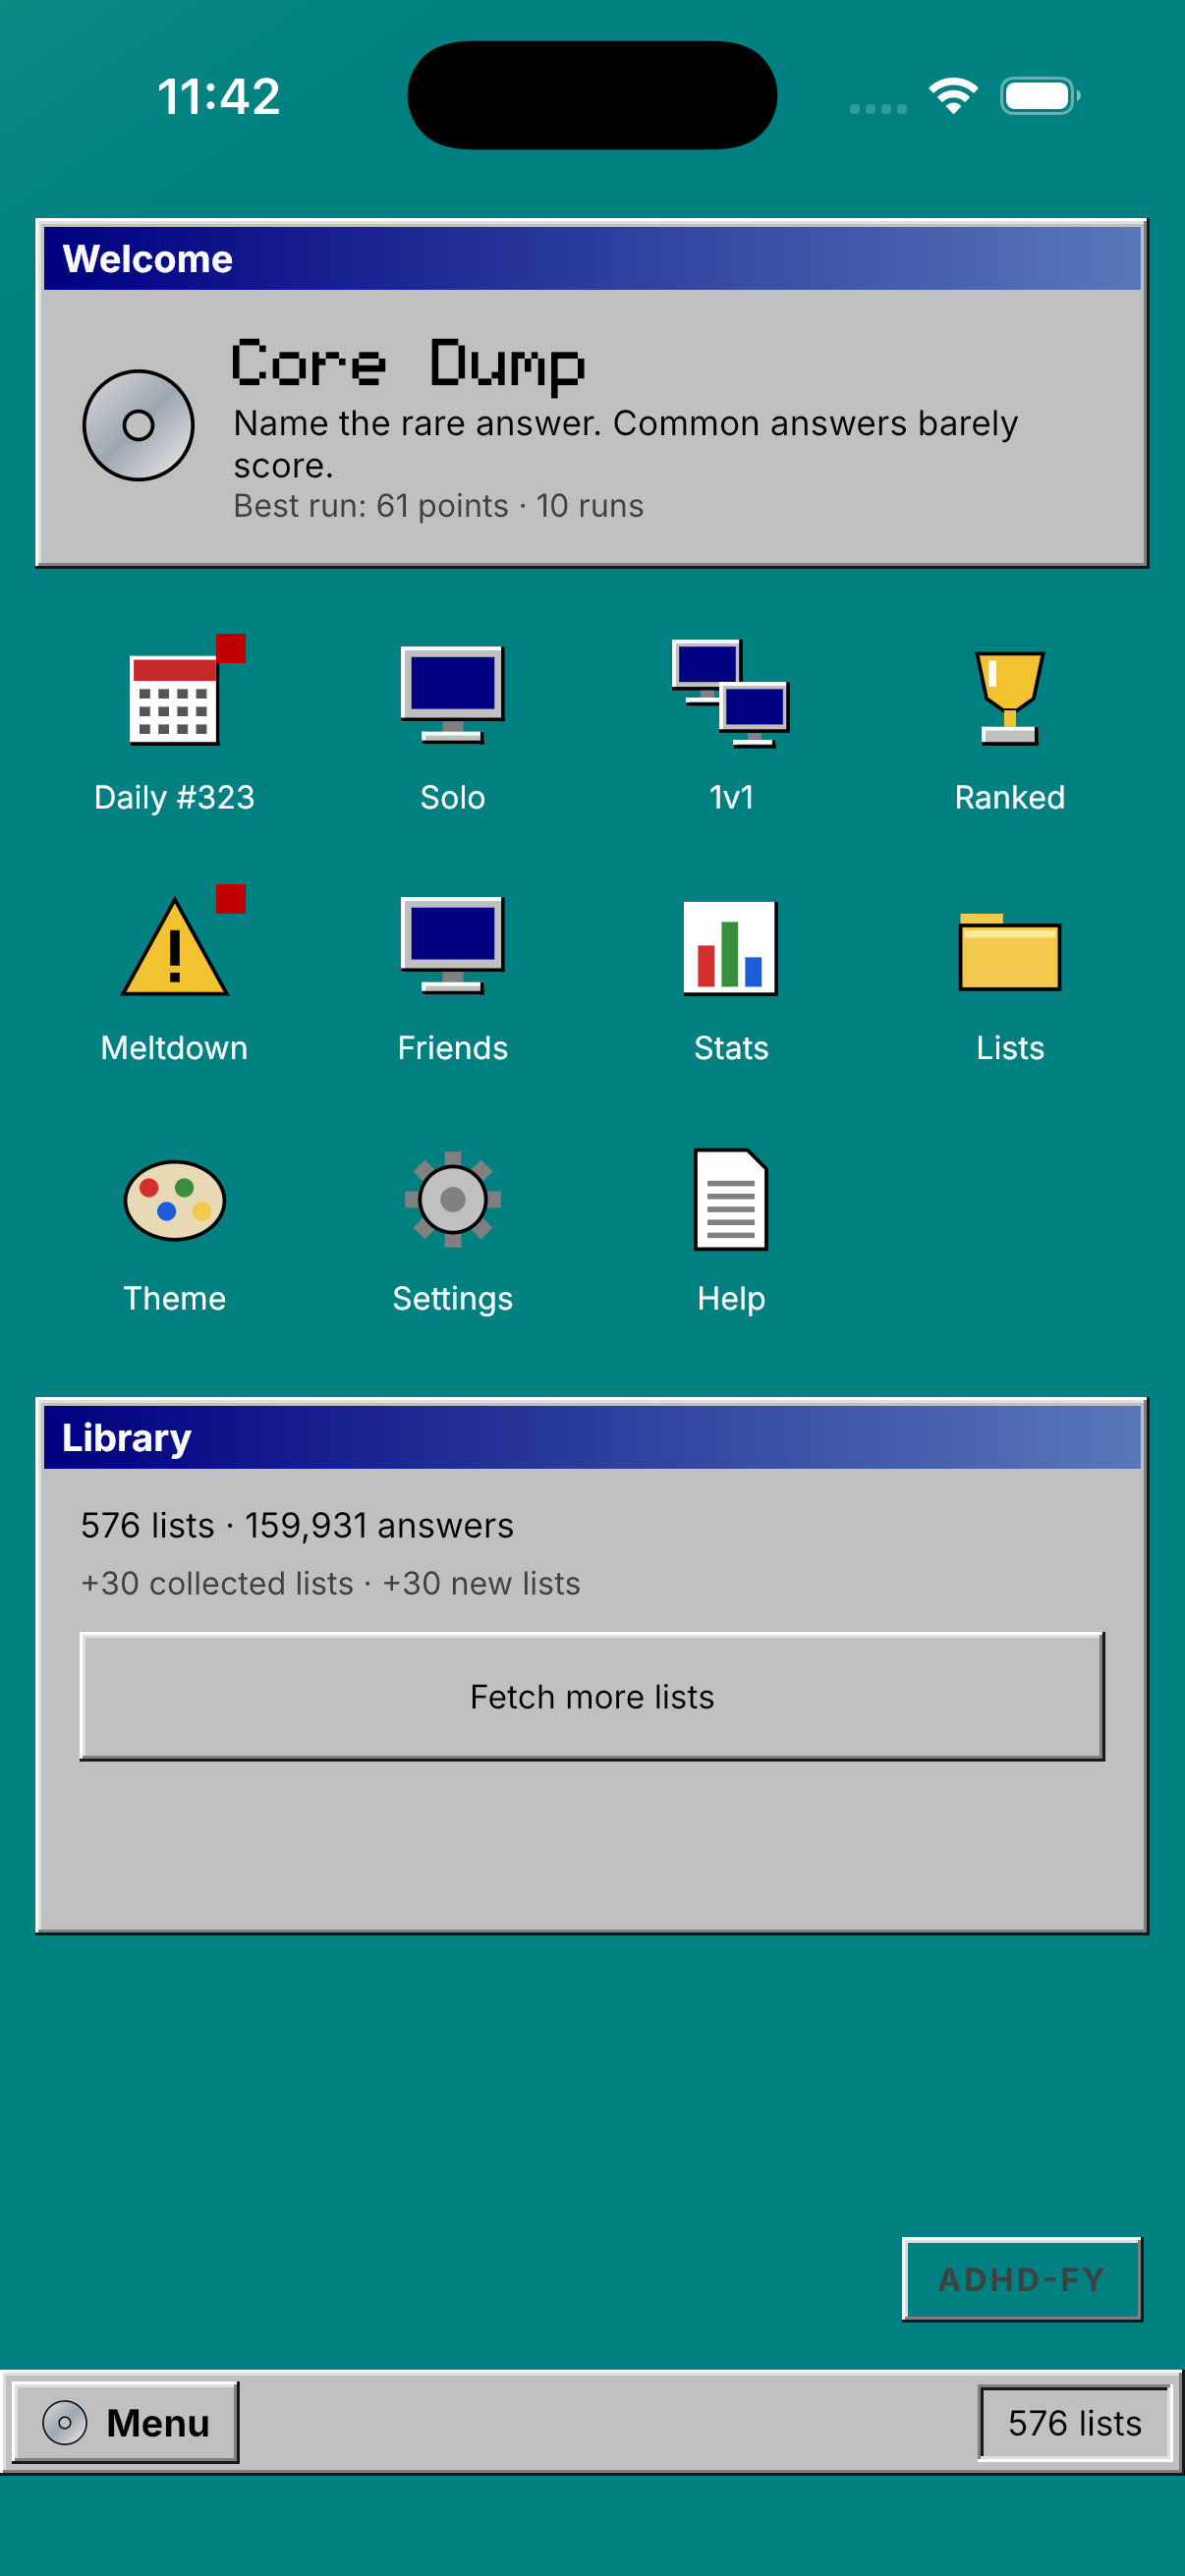 11:42
Welcome
Core Dump
Name the rare answer. Common answers barely
score.
Best run: 61 points · 10 runs
Daily #323
Solo
1v1
Ranked
Meltdown
Friends
Stats
Lists
Theme
Settings
Help
Library
576 lists · 159,931 answers
+30 collected lists · +30 new lists
Fetch more lists
ADHD-FY
Menu
576 lists